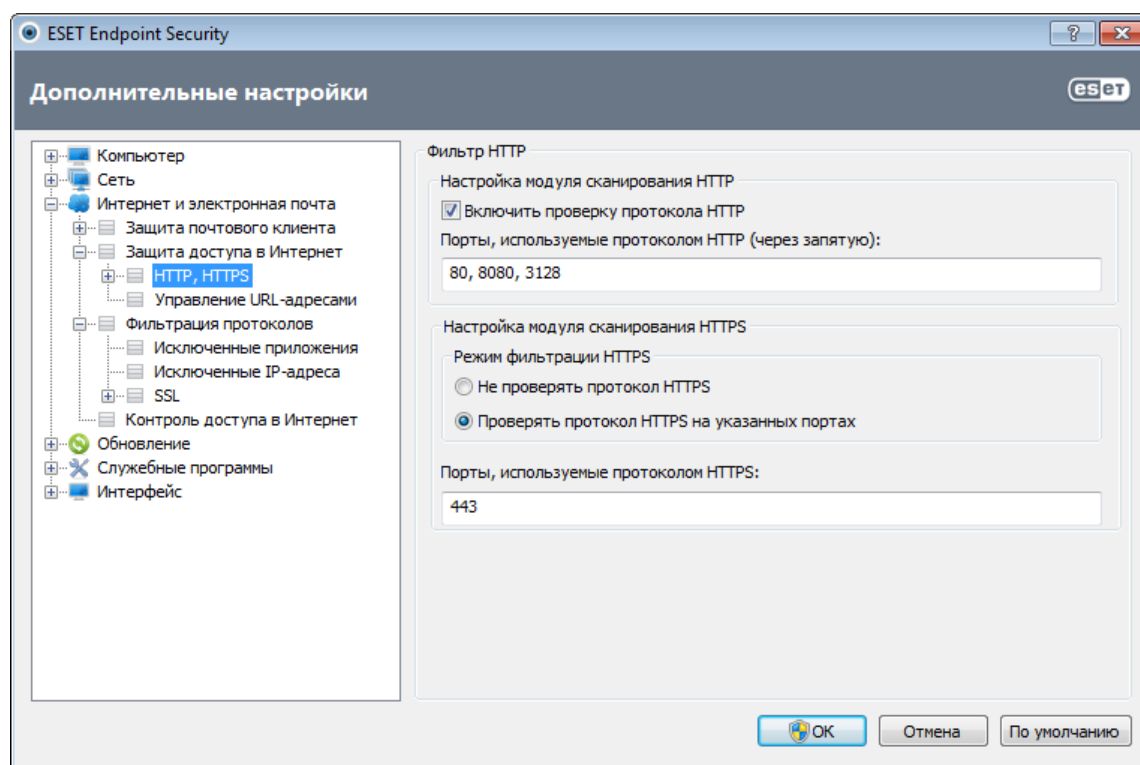 ESET Endpoint Security
Дополнительные настройки
eset
Компьютер
Сеть
Интернет и электронная почта
Защита почтового клиента
Защита доступа в Интернет
HTTP, HTTPS
Управление URL-адресами
Фильтрация протоколов
Исключенные приложения
Исключенные IP-адреса
SSL
Контроль доступа в Интернет
Обновление
Служебные программы
Интерфейс
Фильтр HTTP
Настройка модуля сканирования HTTP
Включить проверку протокола HTTP
Порты, используемые протоколом HTTP (через запятую):
80, 8080, 3128
Настройка модуля сканирования HTTPS
Режим фильтрации HTTPS
Не проверять протокол HTTPS
Проверять протокол HTTPS на указанных портах
Порты, используемые протоколом HTTPS:
443
OK
Отмена
По умолчанию